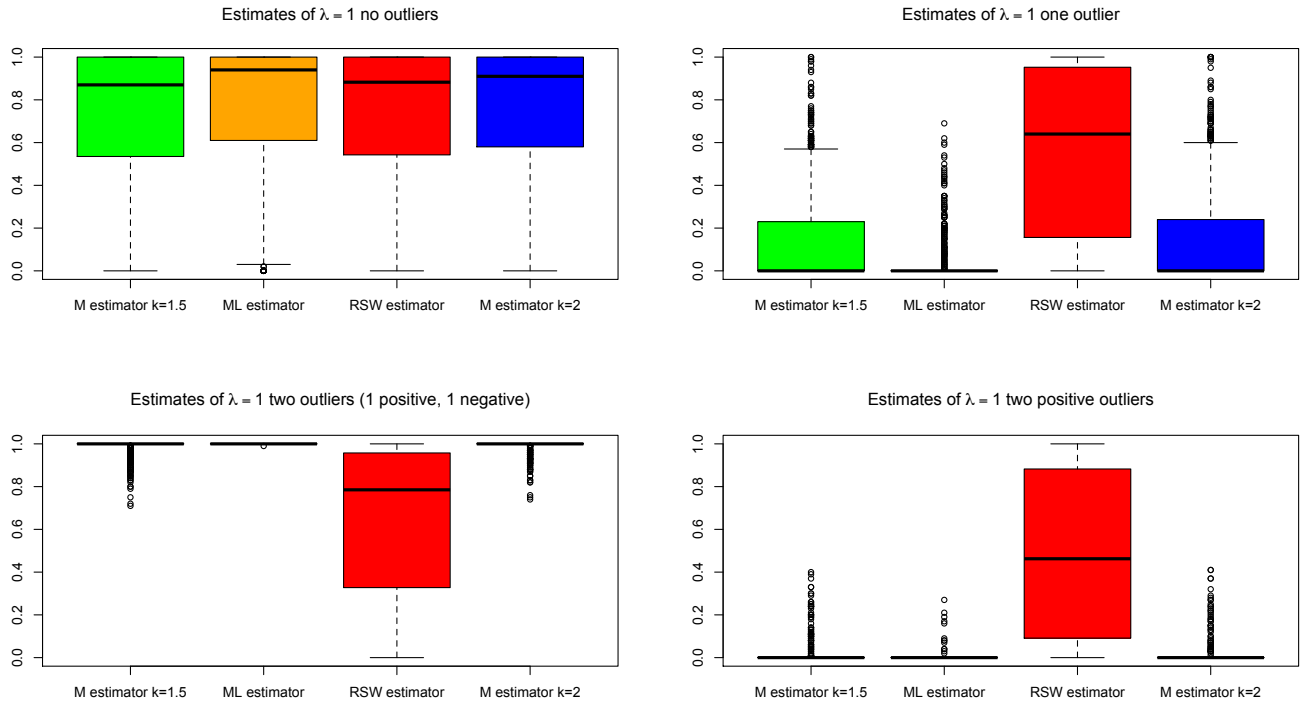 Estimates of λ = 1 no outliers
0.0 0.2 0.4 0.6 0.8 1.0
M estimator k=1.5 ML estimator RSW estimator M estimator k=2
Estimates of λ = 1 one outlier
0.0 0.2 0.4 0.6 0.8 1.0
M estimator k=1.5 ML estimator RSW estimator M estimator k=2
Estimates of λ = 1 two outliers (1 positive, 1 negative)
0.0 0.2 0.4 0.6 0.8 1.0
M estimator k=1.5 ML estimator RSW estimator M estimator k=2
Estimates of λ = 1 two positive outliers
0.0 0.2 0.4 0.6 0.8 1.0
M estimator k=1.5 ML estimator RSW estimator M estimator k=2